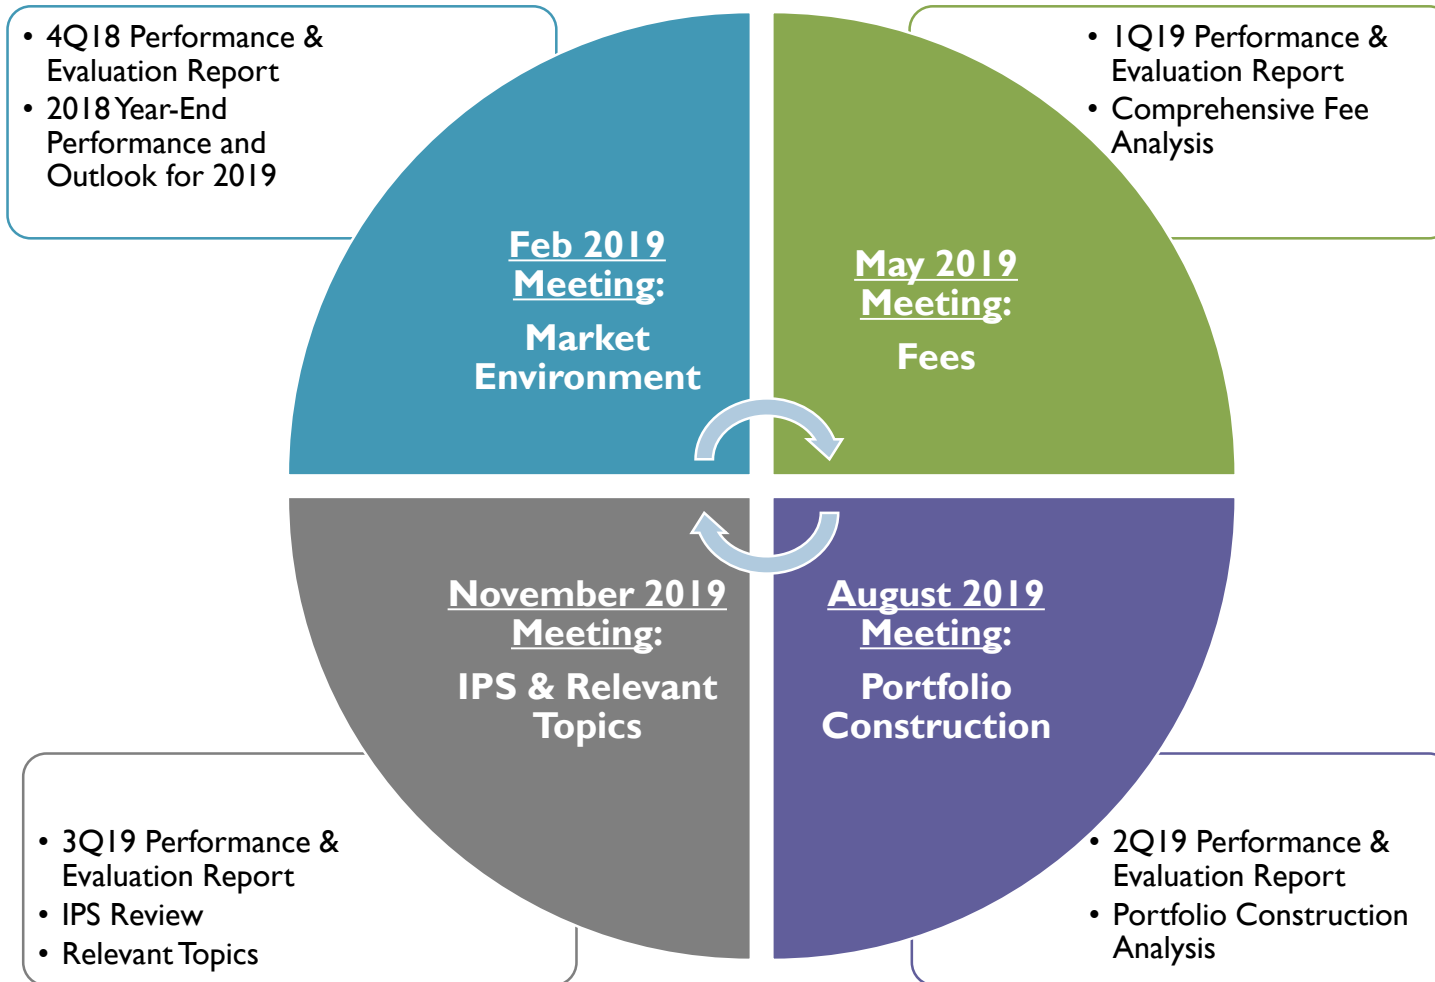 • 4Q18 Performance &
Evaluation Report
• 2018 Year-End
Performance and
Outlook for 2019
• 1Q19 Performance &
Evaluation Report
• Comprehensive Fee
Analysis
Feb 2019
Meeting:
Market
Environment
May 2019
Meeting:
Fees
November 2019
Meeting:
IPS & Relevant
Topics
August 2019
Meeting:
Portfolio
Construction
• 3Q19 Performance &
Evaluation Report
• IPS Review
• Relevant Topics
• 2Q19 Performance &
Evaluation Report
• Portfolio Construction
Analysis